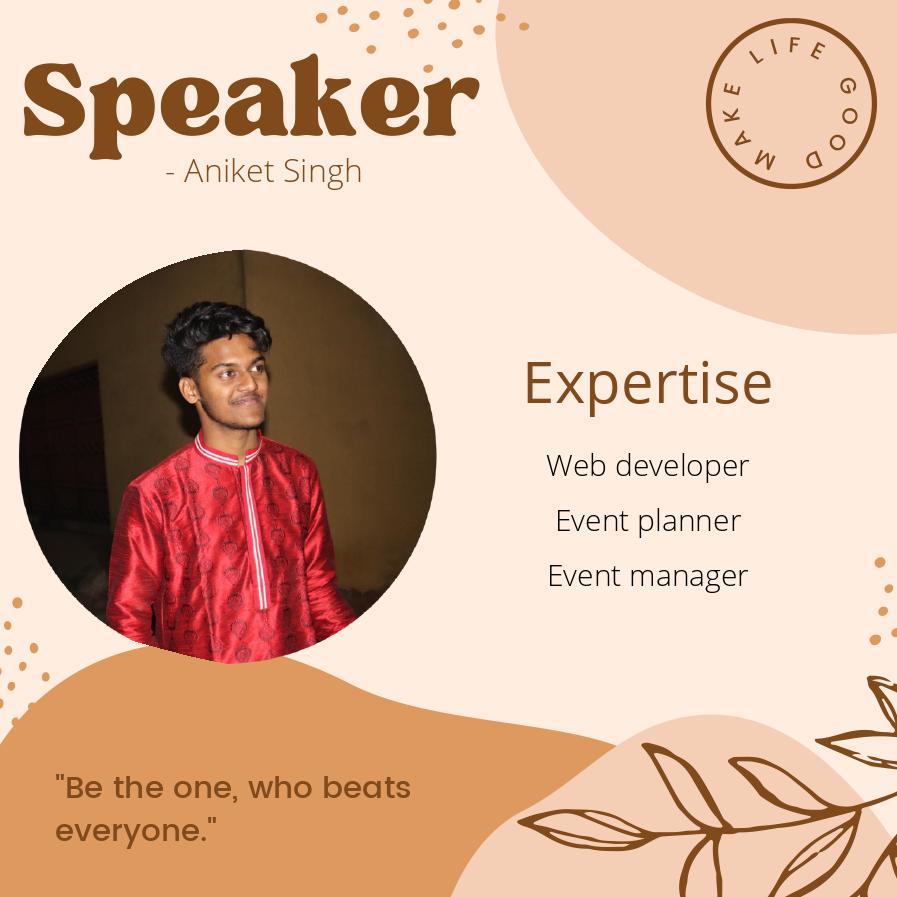 Speaker
- Aniket Singh
MAKE LIFE GOOD
Expertise
Web developer
Event planner
Event manager
"Be the one, who beats
everyone."